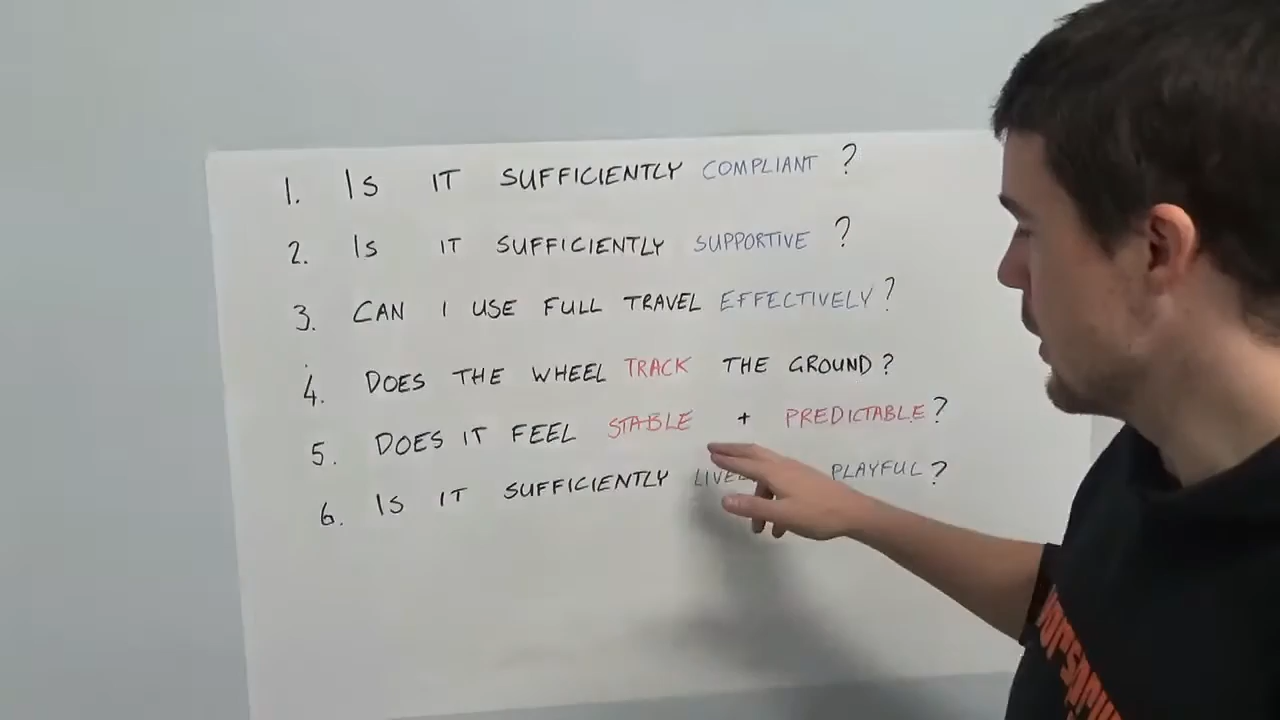 1. Is IT SUFFICIENTLY COMPLIANT ?
2. Is IT SUFFICIENTLY SUPPORTIVE ?
3. CAN I USE FULL TRAVEL EFFECTIVELY ?
4. DOES THE WHEEL TRACK THE GROUND ?
5. DOES IT FEEL STABLE + PREDICTABLE ?
6. Is IT SUFFICIENTLY PLAYFUL ?